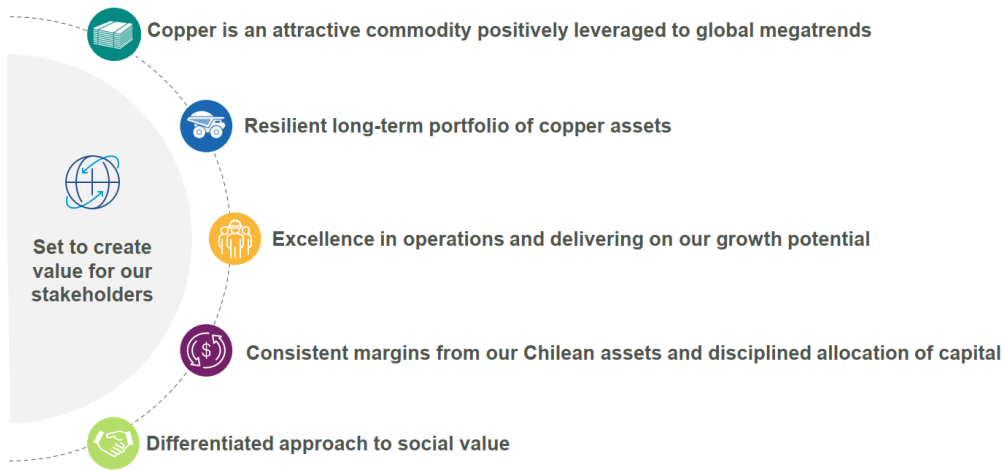 Copper is an attractive commodity positively leveraged to global megatrends
Resilient long-term portfolio of copper assets
Set to create
value for our
stakeholders
Excellence in operations and delivering on our growth potential
Consistent margins from our Chilean assets and disciplined allocation of capital
Differentiated approach to social value